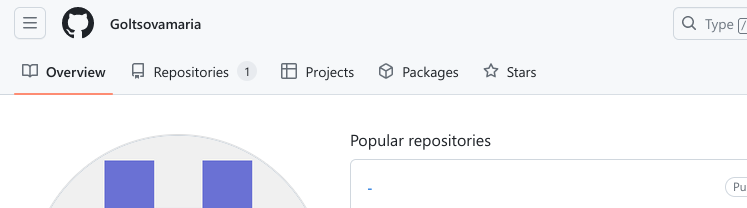 Goltsovamaria
Type /
Overview Repositories 1 Projects Packages Stars
Popular repositories
-
Pu